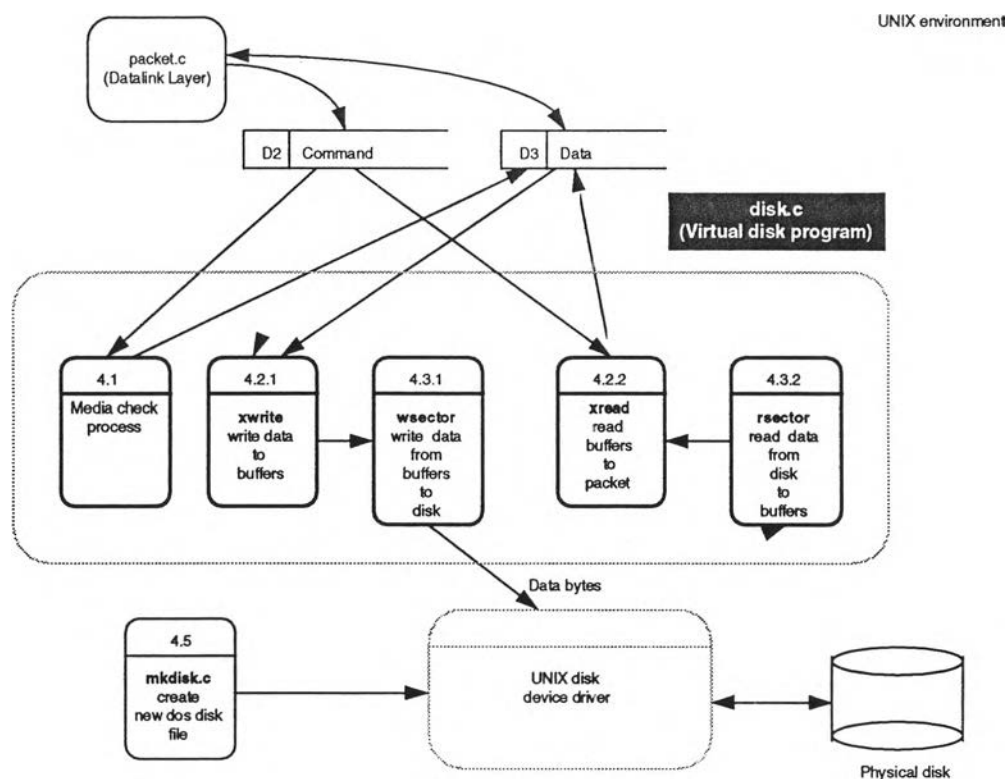 UNIX environment
packet.c
(Datalink Layer)
D2
Command
D3
Data
disk.c
(Virtual disk program)
4.1
Media check
process
4.2.1
xwrite
write data
to
buffers
4.3.1
wsector
write data
from
buffers
to
disk
4.2.2
xread
read
buffers
to
packet
4.3.2
rsector
read data
from
disk
to
buffers
Data bytes
4.5
mkdisk.c
create
new dos disk
file
UNIX disk
device driver
Physical disk